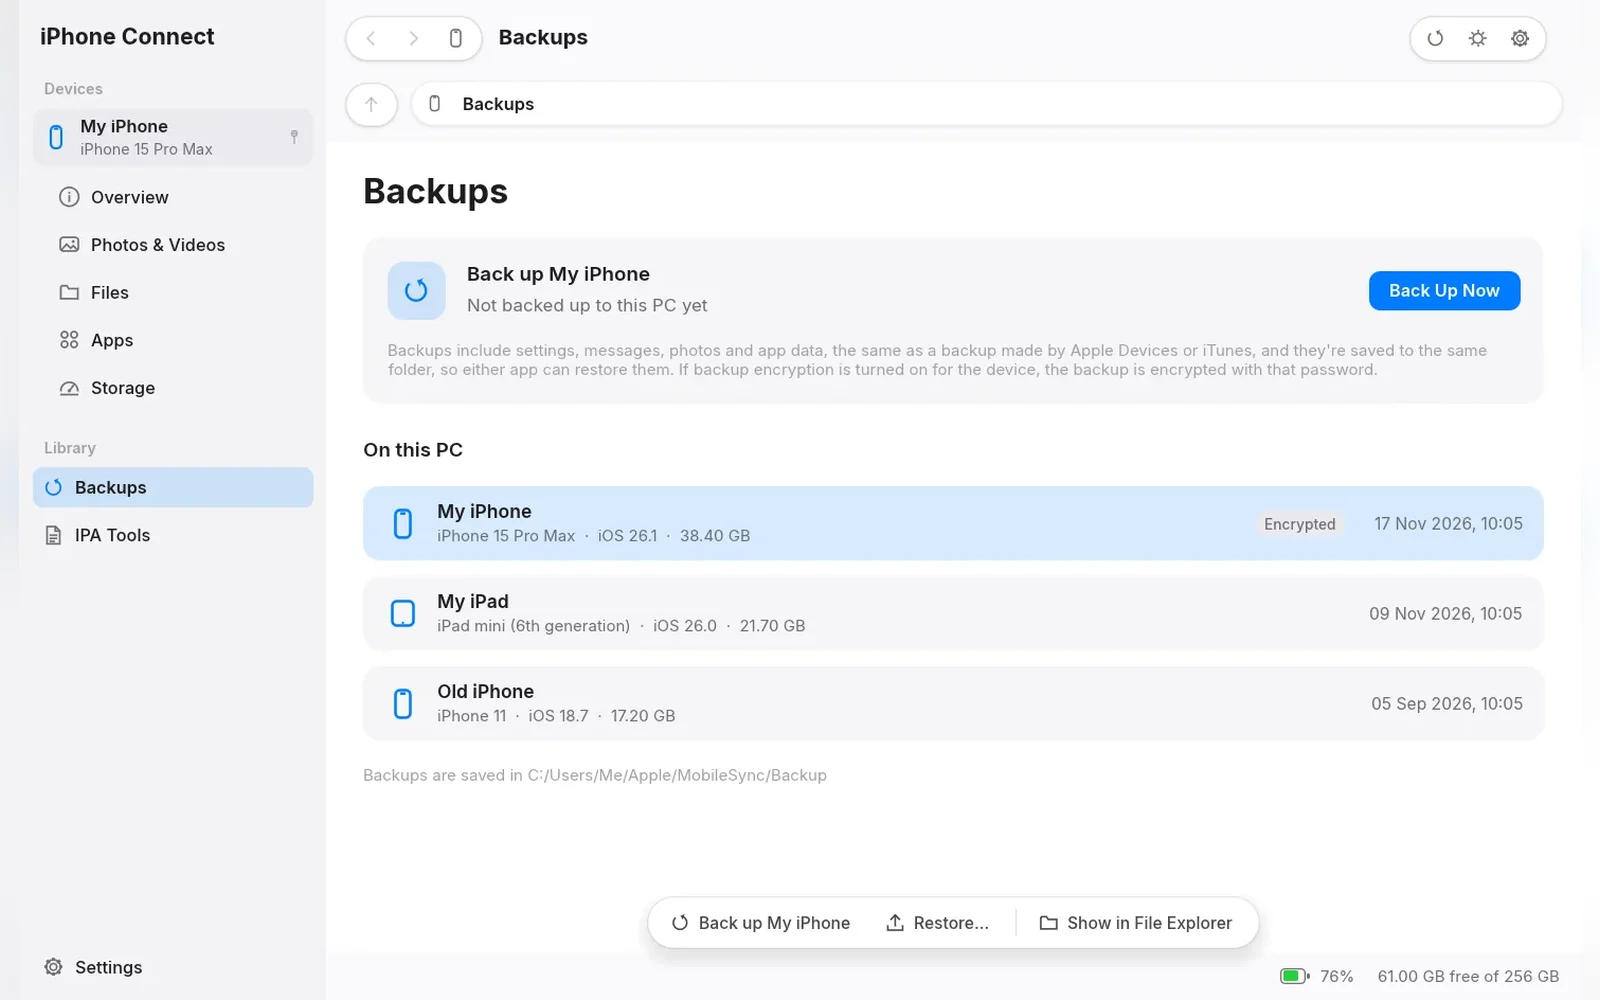 iPhone Connect
Devices
My iPhone
iPhone 15 Pro Max
Overview
Photos & Videos
Files
Apps
Storage
Library
Backups
IPA Tools
Settings
Backups
Backups
Backups
Back up My iPhone
Not backed up to this PC yet
Back Up Now
Backups include settings, messages, photos and app data, the same as a backup made by Apple Devices or iTunes, and they're saved to the same
folder, so either app can restore them. If backup encryption is turned on for the device, the backup is encrypted with that password.
On this PC
My iPhone
iPhone 15 Pro Max · iOS 26.1 · 38.40 GB
Encrypted
17 Nov 2026, 10:05
My iPad
iPad mini (6th generation) · iOS 26.0 · 21.70 GB
09 Nov 2026, 10:05
Old iPhone
iPhone 11 · iOS 18.7 · 17.20 GB
05 Sep 2026, 10:05
Backups are saved in C:/Users/Me/Apple/MobileSync/Backup
Back up My iPhone
Restore...
Show in File Explorer
76%
61.00 GB free of 256 GB